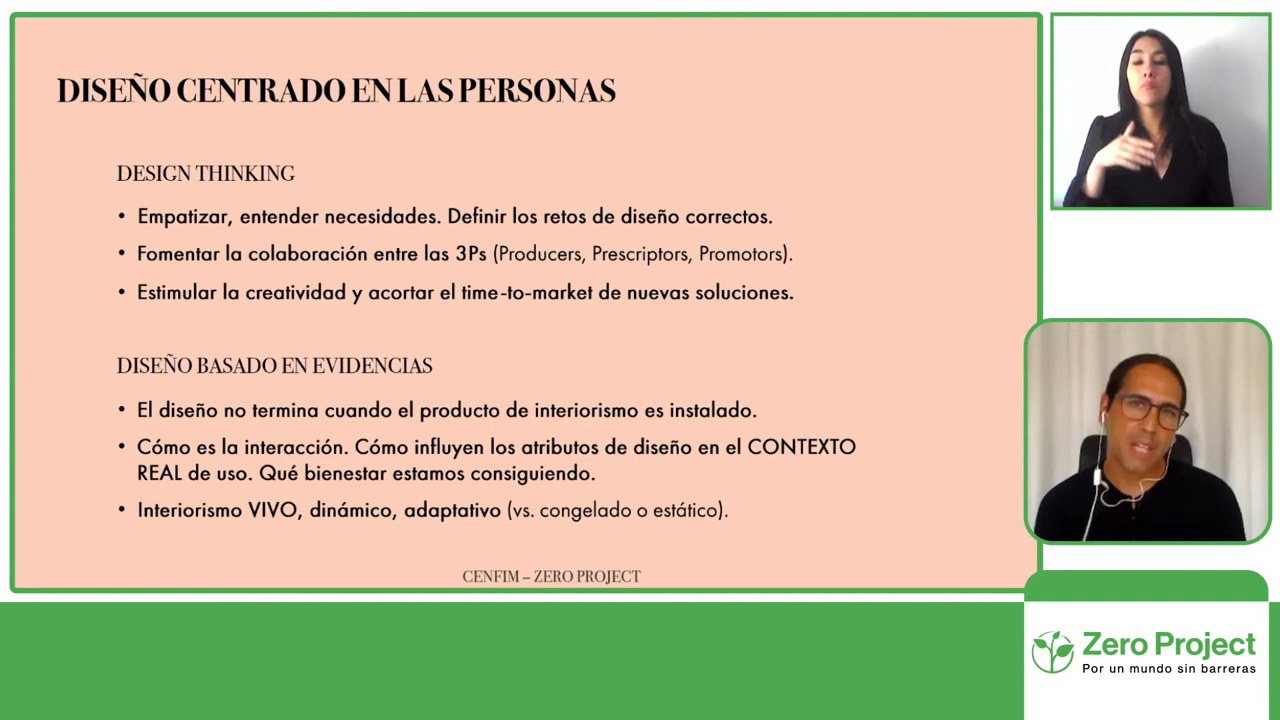 DISEÑO CENTRADO EN LAS PERSONAS
DESIGN THINKING
• Empatizar, entender necesidades. Definir los retos de diseño correctos.
• Fomentar la colaboración entre las 3Ps (Producers, Prescriptors, Promotors).
• Estimular la creatividad y acortar el time-to-market de nuevas soluciones.
DISEÑO BASADO EN EVIDENCIAS
• El diseño no termina cuando el producto de interiorismo es instalado.
• Cómo es la interacción. Cómo influyen los atributos de diseño en el CONTEXTO
REAL de uso. Qué bienestar estamos consiguiendo.
• Interiorismo VIVO, dinámico, adaptativo (vs. congelado o estático).
CENFIM – ZERO PROJECT
Zero Project
Por un mundo sin barreras